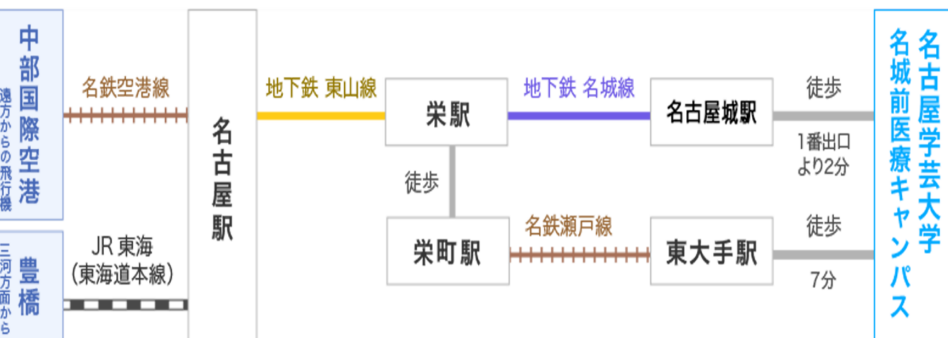 中部国際空港
遠方からの飛行機
名鉄空港線
豊橋
三河方面から
JR 東海
（東海道本線）
名古屋駅
地下鉄 東山線
栄駅
地下鉄 名城線
名古屋城駅
徒歩
1番出口
より2分
徒歩
栄町駅
名鉄瀬戸線
東大手駅
徒歩
7分
名古屋学芸大学
名城前医療キャンパス